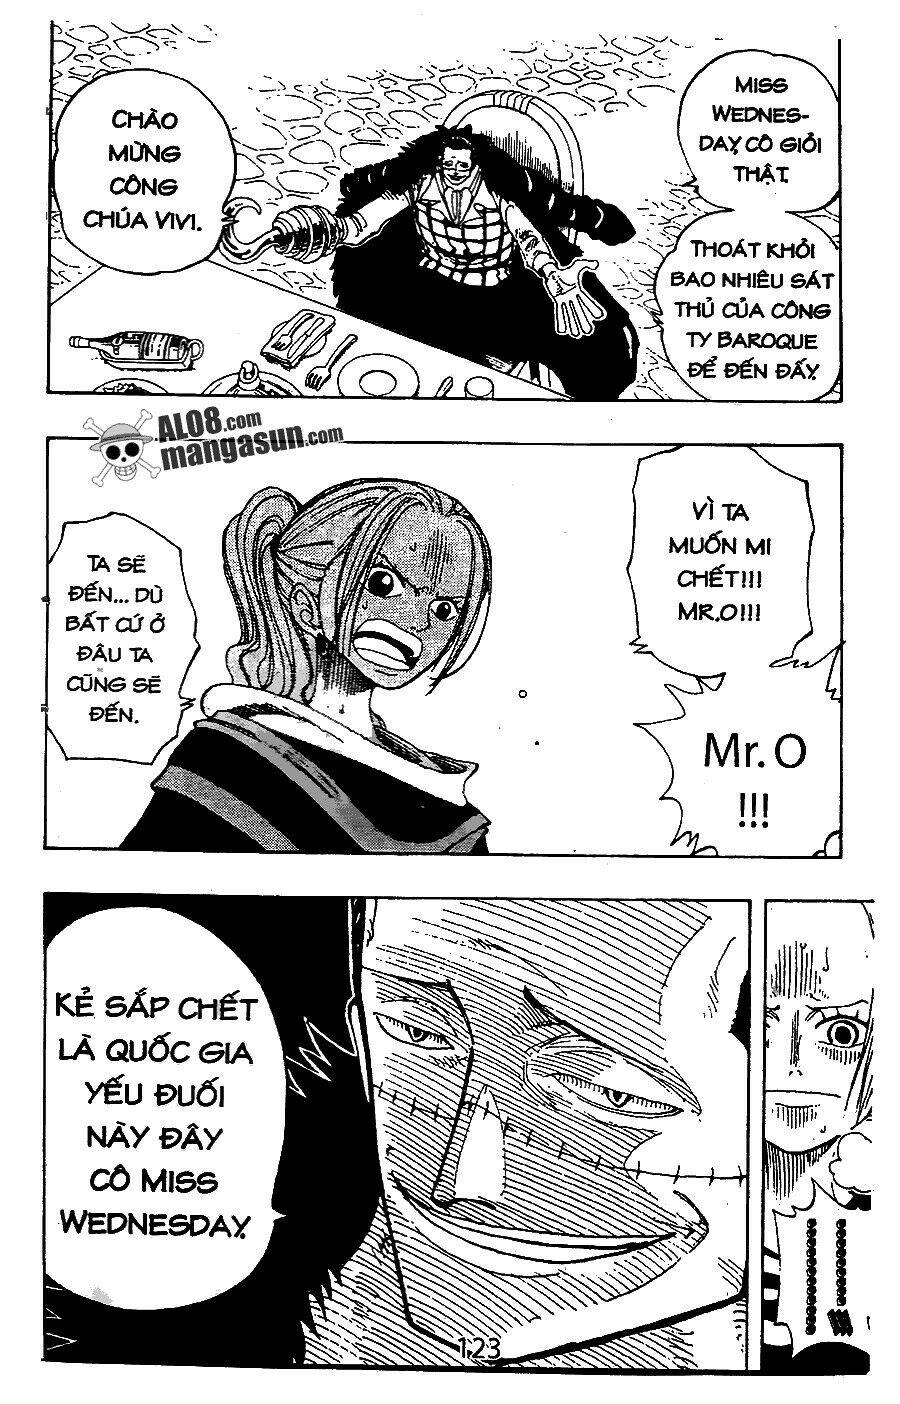 MISS
WEDNES-
DAY, CÔ GIỎI
THẬT.
CHÀO
MỪNG
CÔNG
CHÚA VIVI.
THOÁT KHỎI
BAO NHIÊU SÁT
THỦ CỦA CÔNG
TY BAROQUE
ĐỂ ĐẾN ĐẤY.
AL08.com
mangasun.com
VÌ TA
MUỐN MI
CHẾT!!!
MR.O!!!
TA SẼ
ĐẾN... DÙ
BẤT CỨ Ở
ĐÂU TA
CŨNG SẼ
ĐẾN.
Mr. O
!!!
KẺ SẮP CHẾT
LÀ QUỐC GIA
YẾU ĐUỐI
NÀY ĐÂY
CÔ MISS
WEDNESDAY.
123